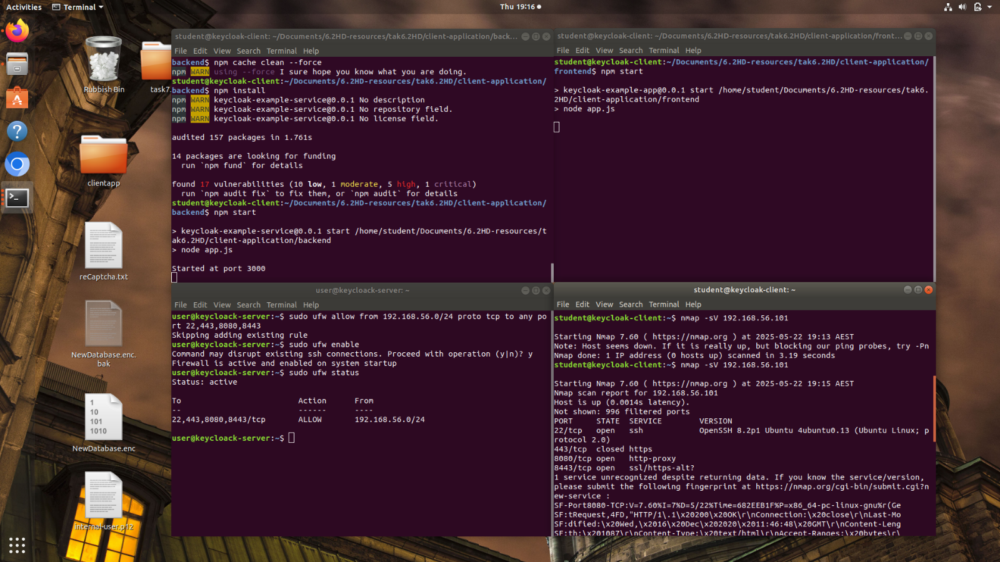 Activities
Terminal
Thu 19:16
Rubbish Bin
task7.
clientapp
reCaptcha.txt
NewDatabase.enc.
bak
1
10
101
1010
NewDatabase.enc
internal-user.p12
student@keycloak-client: ~/Documents/6.2HD-resources/tak6.2HD/client-application/back...
File Edit View Search Terminal Help
backend$ npm cache clean --force
npm WARN using --force I sure hope you know what you are doing.
student@keycloak-client:~/Documents/6.2HD-resources/tak6.2HD/client-application/
backend$ npm install
npm WARN keycloak-example-service@0.0.1 No description
npm WARN keycloak-example-service@0.0.1 No repository field.
npm WARN keycloak-example-service@0.0.1 No license field.
audited 157 packages in 1.761s
14 packages are looking for funding
run `npm fund` for details
found 17 vulnerabilities (10 low, 1 moderate, 5 high, 1 critical)
run `npm audit fix` to fix them, or `npm audit` for details
student@keycloak-client:~/Documents/6.2HD-resources/tak6.2HD/client-application/
backend$ npm start
> keycloak-example-service@0.0.1 start /home/student/Documents/6.2HD-resources/t
ak6.2HD/client-application/backend
> node app.js
Started at port 3000
student@keycloak-client: ~/Documents/6.2HD-resources/tak6.2HD/client-application/front...
File Edit View Search Terminal Help
student@keycloak-client:~/Documents/6.2HD-resources/tak6.2HD/client-application/
frontend$ npm start
> keycloak-example-app@0.0.1 start /home/student/Documents/6.2HD-resources/tak6.
2HD/client-application/frontend
> node app.js
user@keycloack-server: ~
File Edit View Search Terminal Help
user@keycloack-server:~$ sudo ufw allow from 192.168.56.0/24 proto tcp to any po
rt 22,443,8080,8443
Skipping adding existing rule
user@keycloack-server:~$ sudo ufw enable
Command may disrupt existing ssh connections. Proceed with operation (y|n)? y
Firewall is active and enabled on system startup
user@keycloack-server:~$ sudo ufw status
Status: active
To Action From
-- ------ ----
22,443,8080,8443/tcp ALLOW 192.168.56.0/24
user@keycloack-server:~$
student@keycloak-client: ~
File Edit View Search Terminal Help
student@keycloak-client:~$ nmap -sV 192.168.56.101
Starting Nmap 7.60 ( https://nmap.org ) at 2025-05-22 19:13 AEST
Note: Host seems down. If it is really up, but blocking our ping probes, try -Pn
Nmap done: 1 IP address (0 hosts up) scanned in 3.19 seconds
student@keycloak-client:~$ nmap -sV 192.168.56.101
Starting Nmap 7.60 ( https://nmap.org ) at 2025-05-22 19:15 AEST
Nmap scan report for 192.168.56.101
Host is up (0.0014s latency).
Not shown: 996 filtered ports
PORT STATE SERVICE VERSION
22/tcp open ssh OpenSSH 8.2p1 Ubuntu 4ubuntu0.13 (Ubuntu Linux; p
rotocol 2.0)
443/tcp closed https
8080/tcp open http-proxy
8443/tcp open ssl/https-alt?
1 service unrecognized despite returning data. If you know the service/version,
please submit the following fingerprint at https://nmap.org/cgi-bin/submit.cgi?n
ew-service :
SF-Port8080-TCP:V=7.60%I=7%D=5/22%Time=682EEB1F%P=x86_64-pc-linux-gnu%r(Ge
SF:tRequest,4FD,"HTTP/1\.1\x20200\x20OK\r\nConnection:\x20close\r\nLast-Mo
SF:dified:\x20Wed,\x2016\x20Dec\x202020\x2011:46:48\x20GMT\r\nContent-Leng
SF:th:\x201087\r\nContent-Type:\x20text/html\r\nAccept-Ranges:\x20bytes\r\